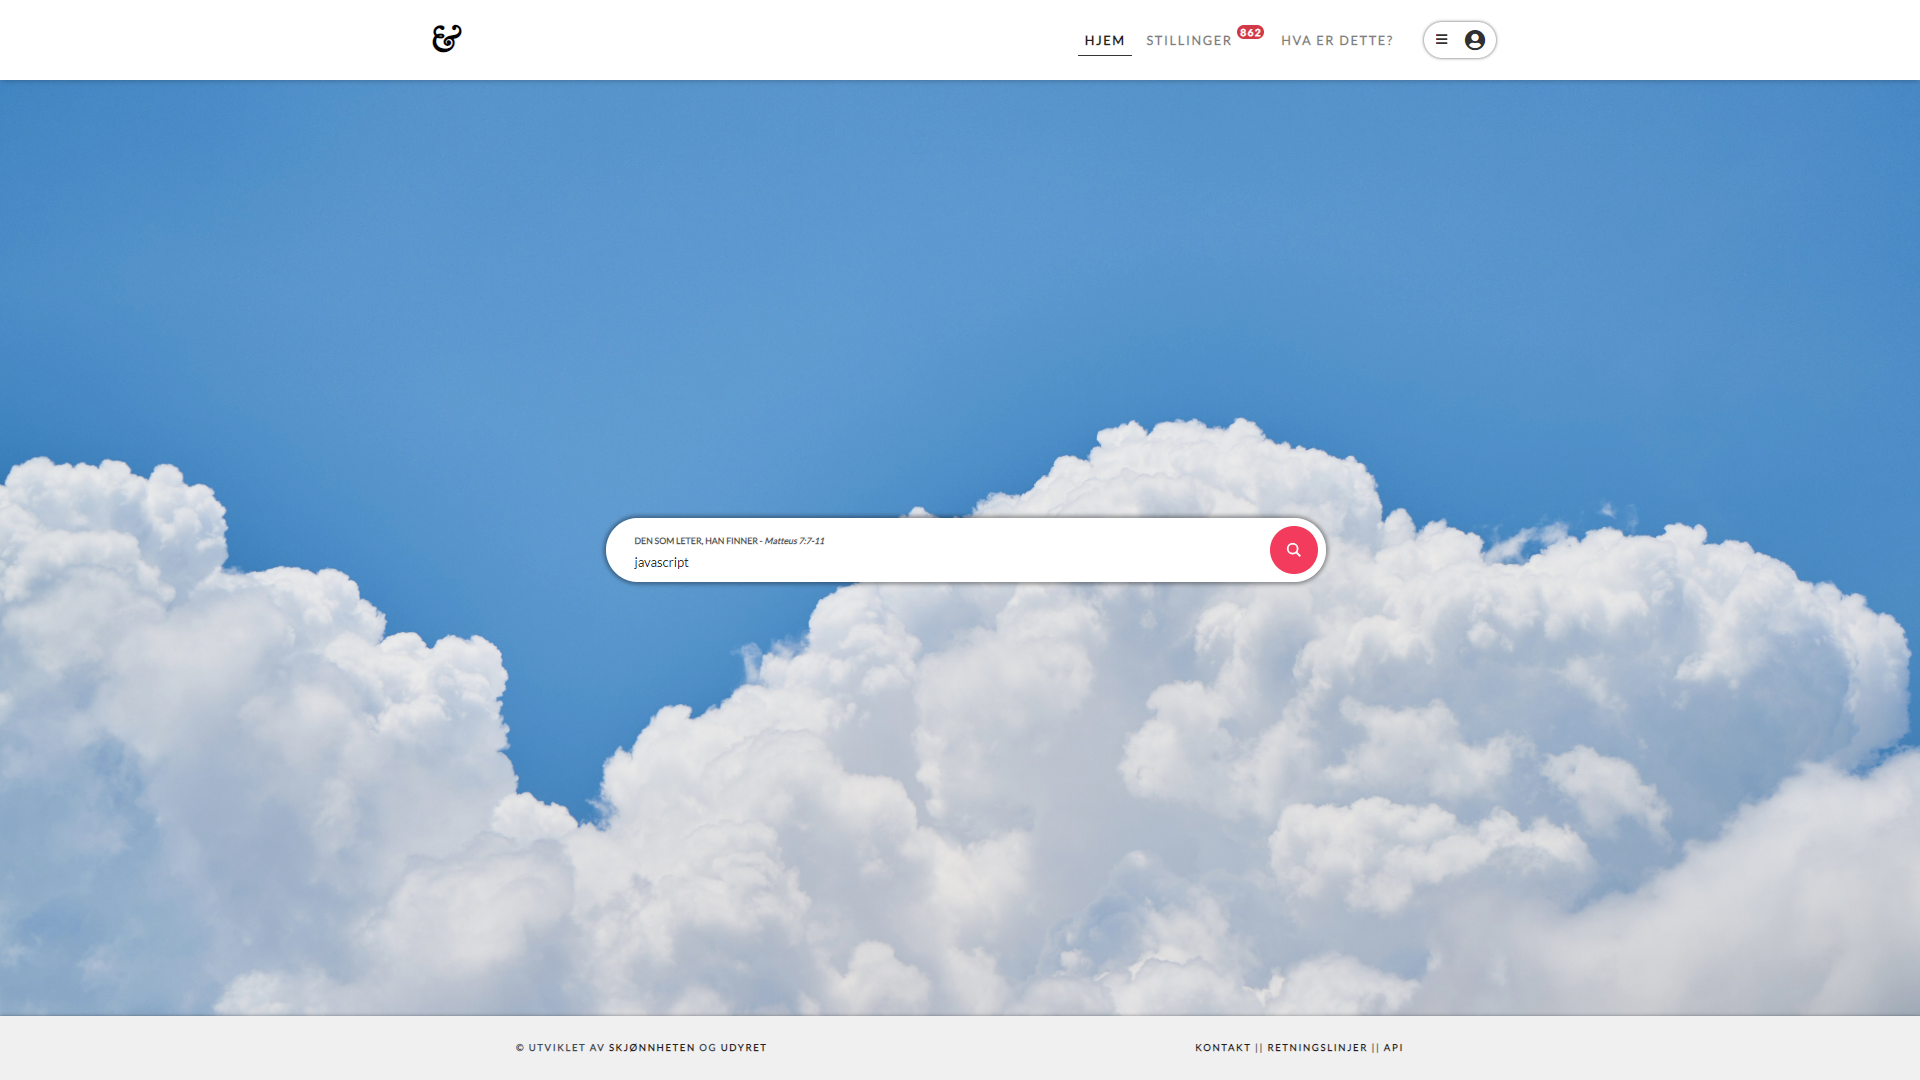 &
HJEM STILLINGER 862 HVA ER DETTE?
DEN SOM LETER, HAN FINNER - Matteus 7:7-11
javascript
© UTVIKLET AV SKJØNNHETEN OG UDYRET
KONTAKT || RETNINGSLINJER || API